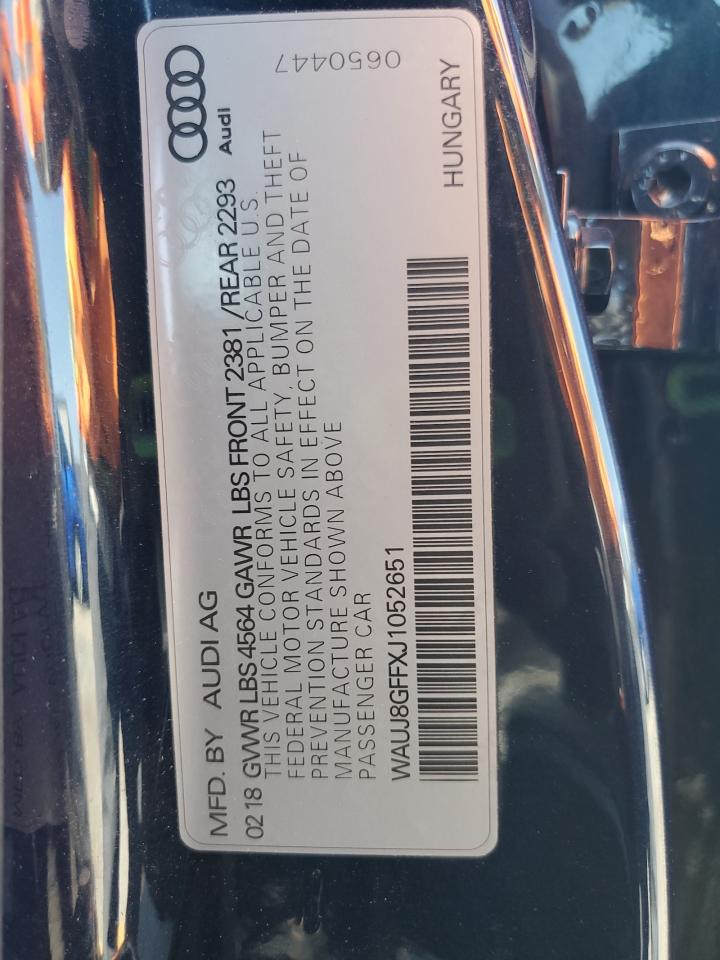 MFD. BY AUDI AG
Audi
02 18 GVWR LBS 4564 GAWR LBS FRONT 2381 /REAR 2293
THIS VEHICLE CONFORMS TO ALL APPLICABLE U.S.
FEDERAL MOTOR VEHICLE SAFETY, BUMPER AND THEFT
PREVENTION STANDARDS IN EFFECT ON THE DATE OF
MANUFACTURE SHOWN ABOVE
PASSENGER CAR
0650447
WAUJ8GFFXJ1052651
HUNGARY